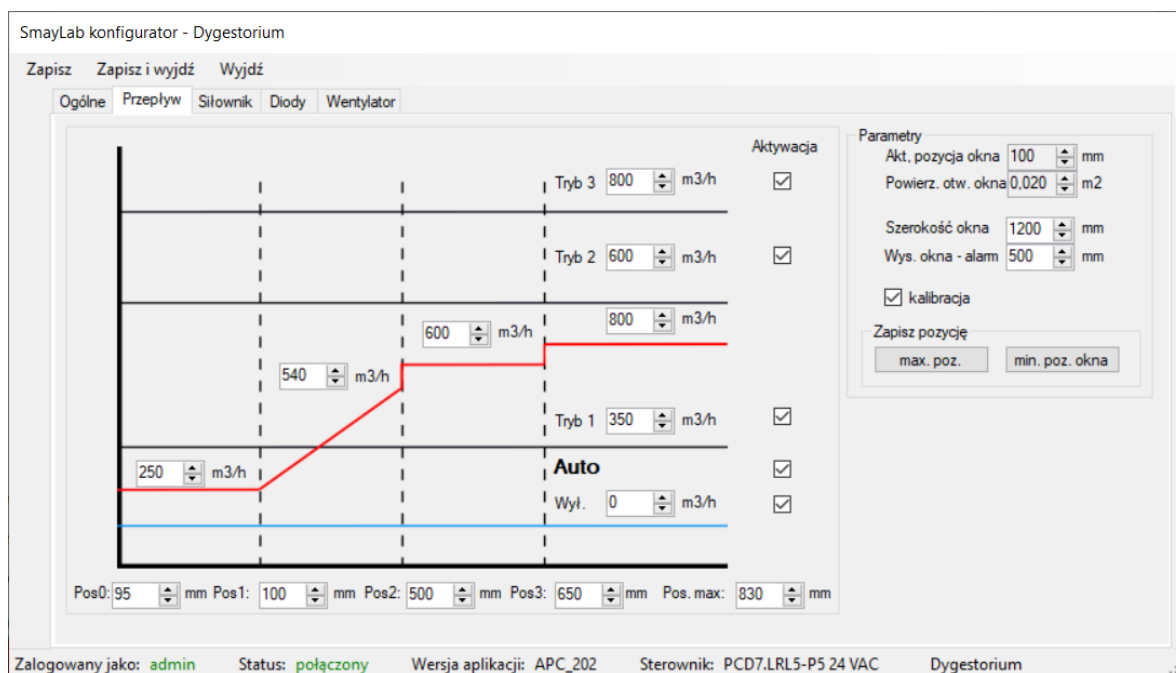 SmayLab konfigurator - Dygestorium
Zapisz Zapisz i wyjdź Wyjdź
Ogólne Przepływ Siłownik Diody Wentylator
Aktywacja
Tryb 3 800 m3/h
Tryb 2 600 m3/h
800 m3/h
600 m3/h
540 m3/h
Tryb 1 350 m3/h
250 m3/h
Auto
Wył. 0 m3/h
Pos0: 95 mm Pos1: 100 mm Pos2: 500 mm Pos3: 650 mm Pos. max: 830 mm
Parametry
Akt, pozycja okna 100 mm
Powierz. otw. okna 0,020 m2
Szerokość okna 1200 mm
Wys. okna - alarm 500 mm
kalibracja
Zapisz pozycję
max. poz. min. poz. okna
Zalogowany jako: admin Status: połączony Wersja aplikacji: APC_202 Sterownik: PCD7.LRL5-P5 24 VAC Dygestorium